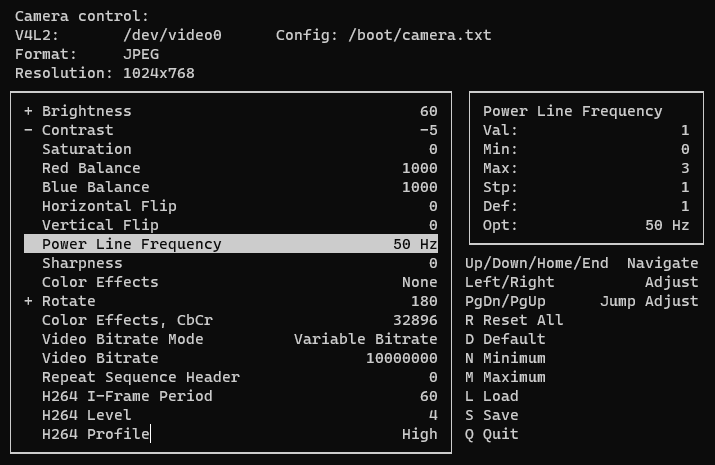 Camera control:
V4L2: /dev/video0 Config: /boot/camera.txt
Format: JPEG
Resolution: 1024x768
+ Brightness 60
- Contrast -5
Saturation 0
Red Balance 1000
Blue Balance 1000
Horizontal Flip 0
Vertical Flip 0
Power Line Frequency 50 Hz
Sharpness 0
Color Effects None
+ Rotate 180
Color Effects, CbCr 32896
Video Bitrate Mode Variable Bitrate
Video Bitrate 10000000
Repeat Sequence Header 0
H264 I-Frame Period 60
H264 Level 4
H264 Profile High
Power Line Frequency
Val: 1
Min: 0
Max: 3
Stp: 1
Def: 1
Opt: 50 Hz
Up/Down/Home/End Navigate
Left/Right Adjust
PgDn/PgUp Jump Adjust
R Reset All
D Default
N Minimum
M Maximum
L Load
S Save
Q Quit